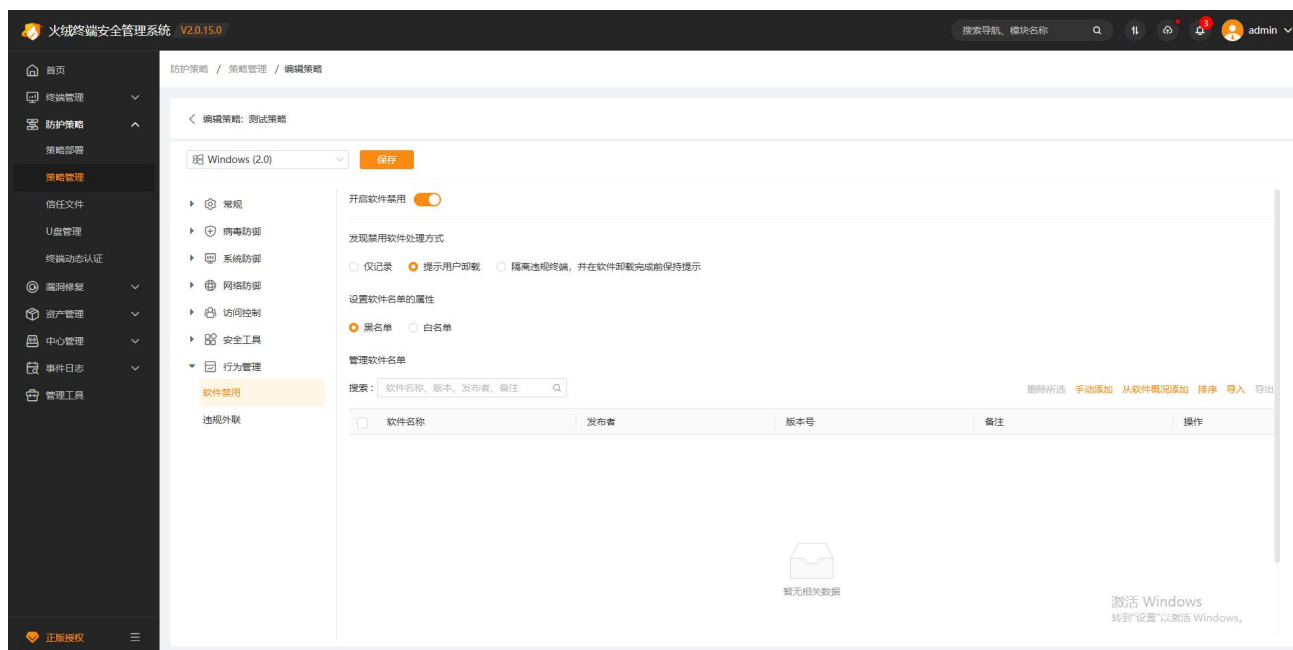 火绒终端安全管理系统 V2.0.15.0
搜索导航、模块名称
3
admin
首页
终端管理
防护策略
策略部署
策略管理
信任文件
U盘管理
终端动态认证
漏洞修复
资产管理
中心管理
事件日志
管理工具
正版授权
防护策略 / 策略管理 / 编辑策略
编辑策略: 测试策略
Windows (2.0)
保存
常规
病毒防御
系统防御
网络防御
访问控制
安全工具
行为管理
软件禁用
违规外联
开启软件禁用
发现禁用软件处理方式
仅记录 提示用户卸载 隔离违规终端，并在软件卸载完成前保持提示
设置软件名单的属性
黑名单 白名单
管理软件名单
搜索： 软件名称、版本、发布者、备注
删除所选 手动添加 从软件概况添加 排序 导入 导出
软件名称 发布者 版本号 备注 操作
暂无相关数据
激活 Windows
转到"设置"以激活 Windows。